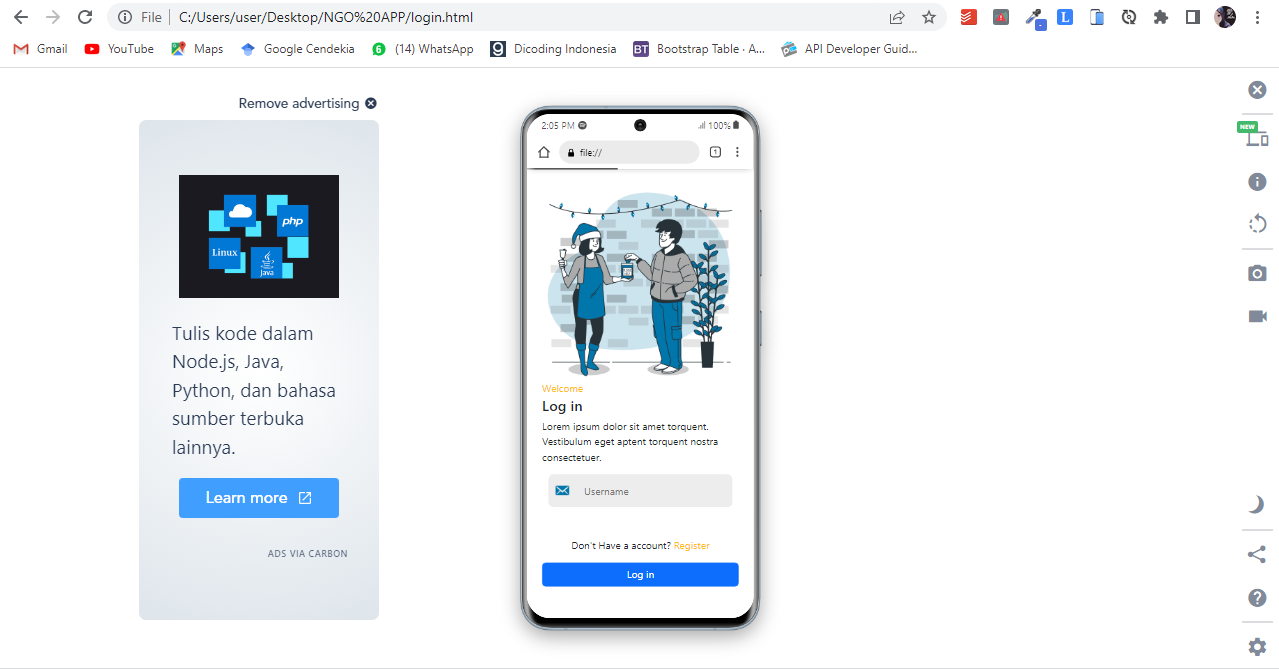 File
C:/Users/user/Desktop/NGO%20APP/login.html
Gmail
YouTube
Maps
Google Cendekia
6
(14) WhatsApp
Dicoding Indonesia
BT
Bootstrap Table · A...
API Developer Guid...
L
Remove advertising
php
Linux
Java
Tulis kode dalam
Node.js, Java,
Python, dan bahasa
sumber terbuka
lainnya.
Learn more
ADS VIA CARBON
2:05 PM
100%
file://
1
Welcome
Log in
Lorem ipsum dolor sit amet torquent.
Vestibulum eget aptent torquent nostra
consectetuer.
Username
Don't Have a account? Register
Log in
NEW